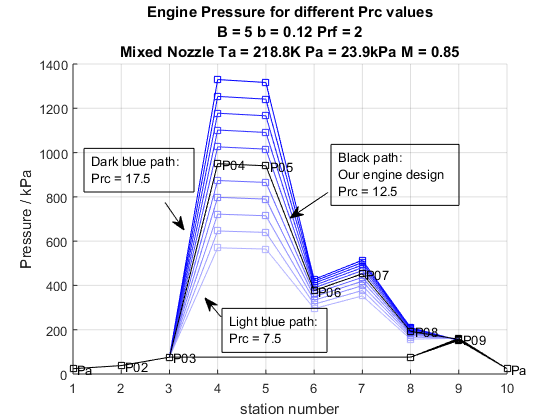 Engine Pressure for different Prc values
B = 5 b = 0.12 Prf = 2
Mixed Nozzle Ta = 218.8K Pa = 23.9kPa M = 0.85
Pressure / kPa
1400
1200
1000
800
600
400
200
0
Dark blue path:
Prc = 17.5
Black path:
Our engine design
Prc = 12.5
Light blue path:
Prc = 7.5
Pa
P02
P03
P04
P05
P06
P07
P08
P09
Pa
1 2 3 4 5 6 7 8 9 10
station number